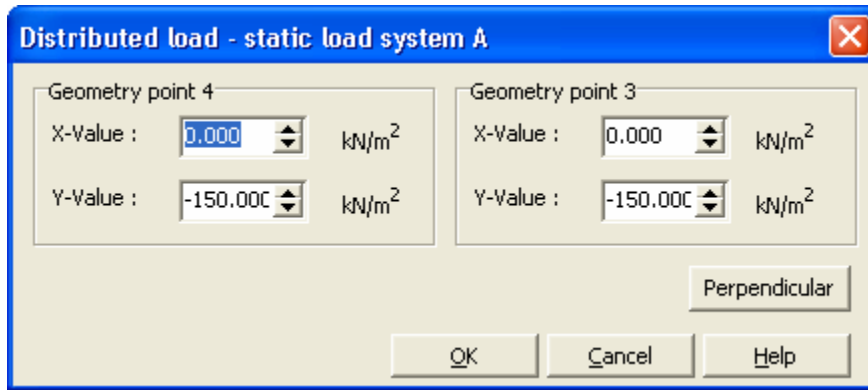 Distributed load - static load system A
Geometry point 4
X-Value : 0.000 kN/m²
Y-Value : -150.000 kN/m²
Geometry point 3
X-Value : 0.000 kN/m²
Y-Value : -150.000 kN/m²
Perpendicular
OK Cancel Help